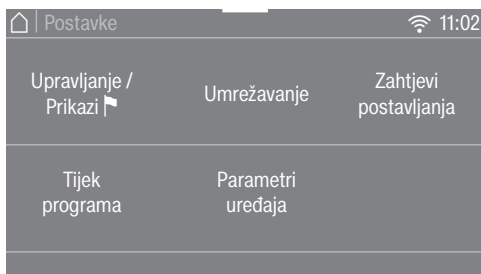 Postavke
11:02
Upravljanje /
Prikazi
Umrežavanje
Zahtjevi
postavljanja
Tijek
programa
Parametri
uređaja